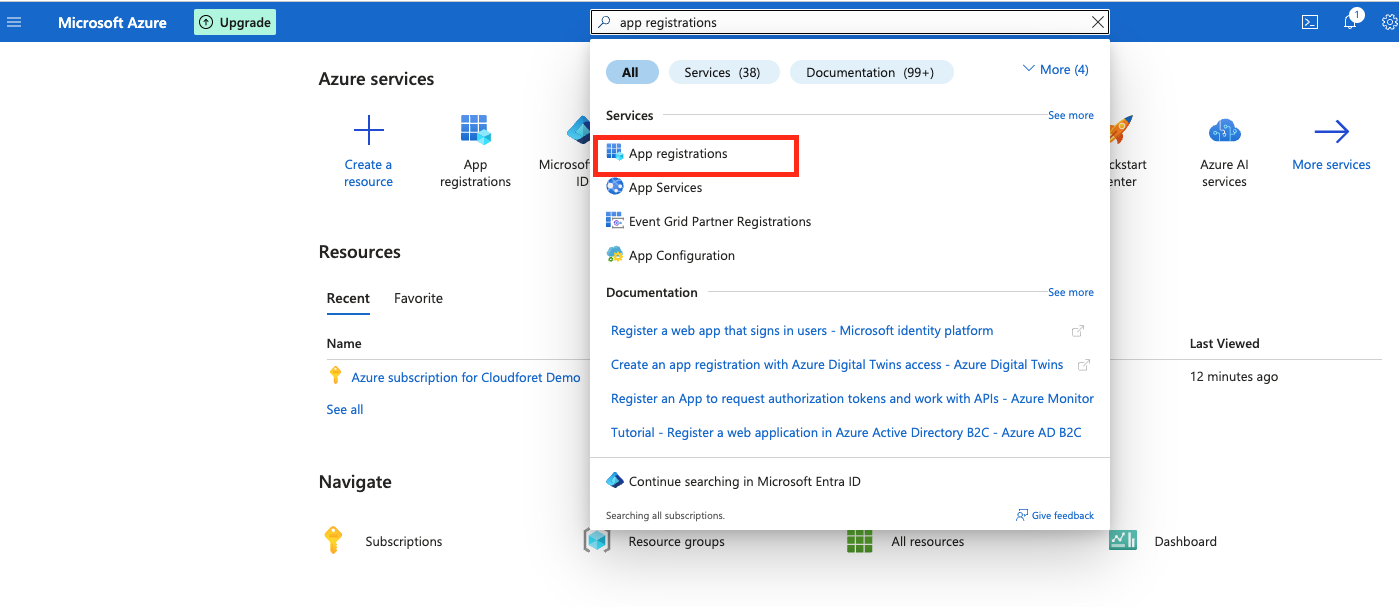 Microsoft Azure
Upgrade
app registrations
1
All
Services (38)
Documentation (99+)
More (4)
Services
See more
App registrations
App Services
Event Grid Partner Registrations
App Configuration
Documentation
See more
Register a web app that signs in users - Microsoft identity platform
Create an app registration with Azure Digital Twins access - Azure Digital Twins
Register an App to request authorization tokens and work with APIs - Azure Monitor
Tutorial - Register a web application in Azure Active Directory B2C - Azure AD B2C
Continue searching in Microsoft Entra ID
Searching all subscriptions.
Give feedback
Azure services
Create a
resource
App
registrations
Microsof
ID
ckstart
enter
Azure AI
services
More services
Resources
Recent
Favorite
Name
Last Viewed
Azure subscription for Cloudforet Demo
12 minutes ago
See all
Navigate
Subscriptions
Resource groups
All resources
Dashboard